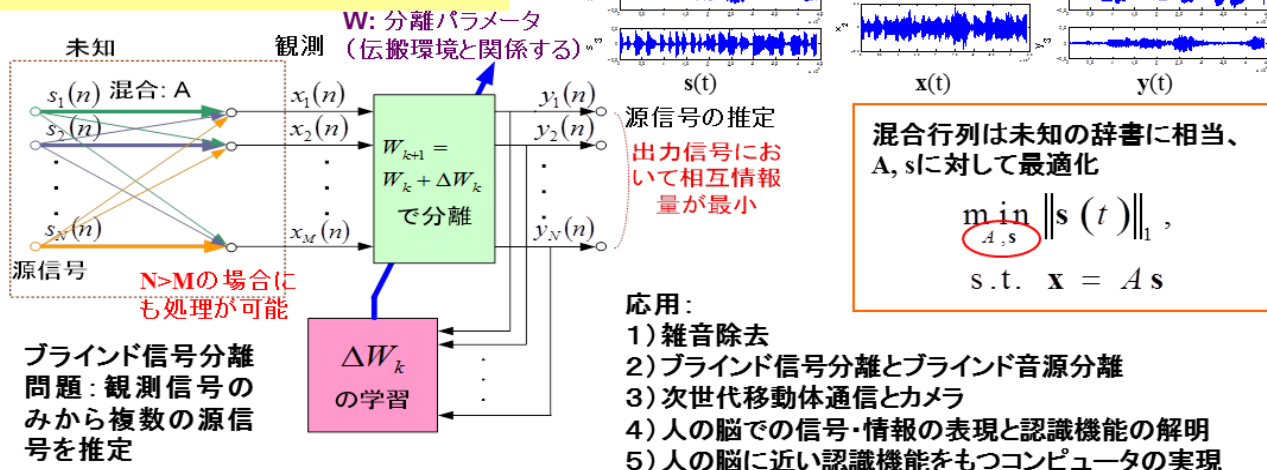 W: 分離パラメータ
（伝搬環境と関係する）
未知
観測
混合: A
s₁(n)
s₂(n)
s_N(n)
源信号
x₁(n)
x₂(n)
x_M(n)
W_{k+1} =
W_k + ΔW_k
で分離
y₁(n)
y₂(n)
y_N(n)
源信号の推定
出力信号にお
いて相互情報
量が最小
N>Mの場合に
も処理が可能
ΔW_k
の学習
ブラインド信号分離
問題：観測信号の
みから複数の源信
号を推定
s(t)
x(t)
y(t)
混合行列は未知の辞書に相当、
A, sに対して最適化
min ‖s (t)‖₁ ,
A,s
s.t. x = A s
応用：
１）雑音除去
２）ブラインド信号分離とブラインド音源分離
３）次世代移動体通信とカメラ
４）人の脳での信号・情報の表現と認識機能の解明
５）人の脳に近い認識機能をもつコンピュータの実現